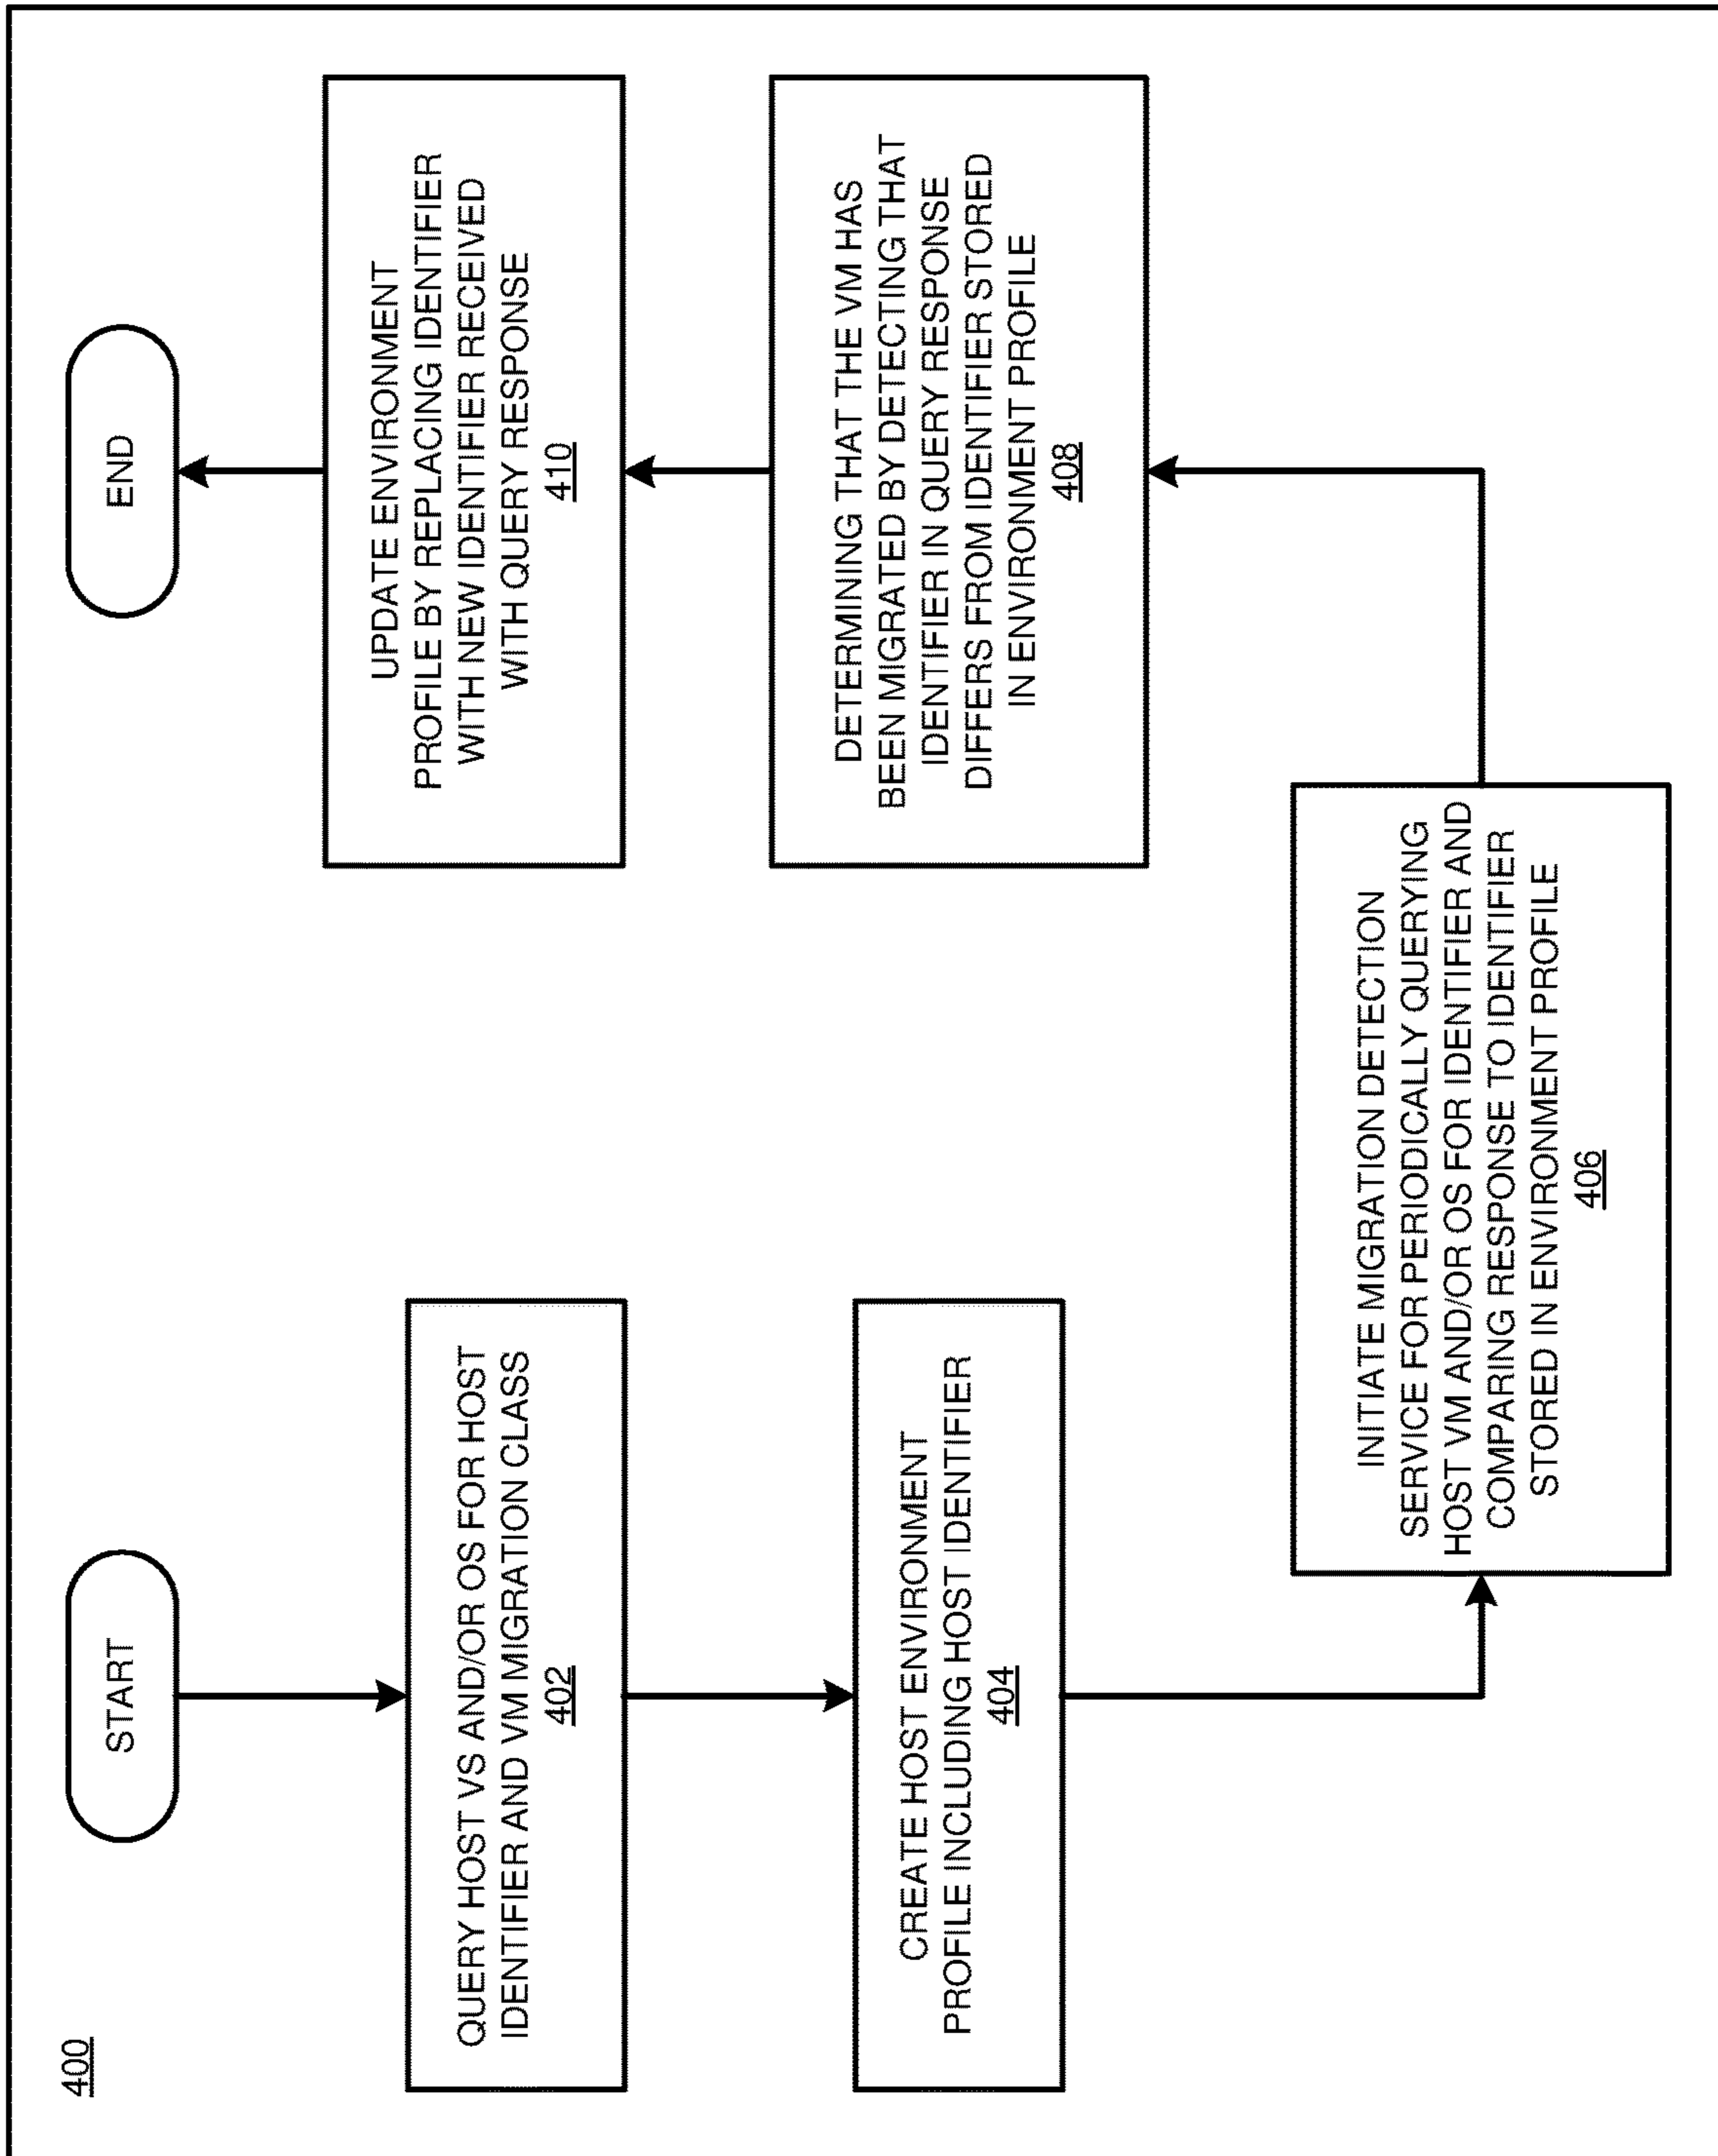 400
START
QUERY HOST VS AND/OR OS FOR HOST
IDENTIFIER AND VM MIGRATION CLASS
402
CREATE HOST ENVIRONMENT
PROFILE INCLUDING HOST IDENTIFIER
404
INITIATE MIGRATION DETECTION
SERVICE FOR PERIODICALLY QUERYING
HOST VM AND/OR OS FOR IDENTIFIER AND
COMPARING RESPONSE TO IDENTIFIER
STORED IN ENVIRONMENT PROFILE
406
DETERMINING THAT THE VM HAS
BEEN MIGRATED BY DETECTING THAT
IDENTIFIER IN QUERY RESPONSE
DIFFERS FROM IDENTIFIER STORED
IN ENVIRONMENT PROFILE
408
UPDATE ENVIRONMENT
PROFILE BY REPLACING IDENTIFIER
WITH NEW IDENTIFIER RECEIVED
WITH QUERY RESPONSE
410
END